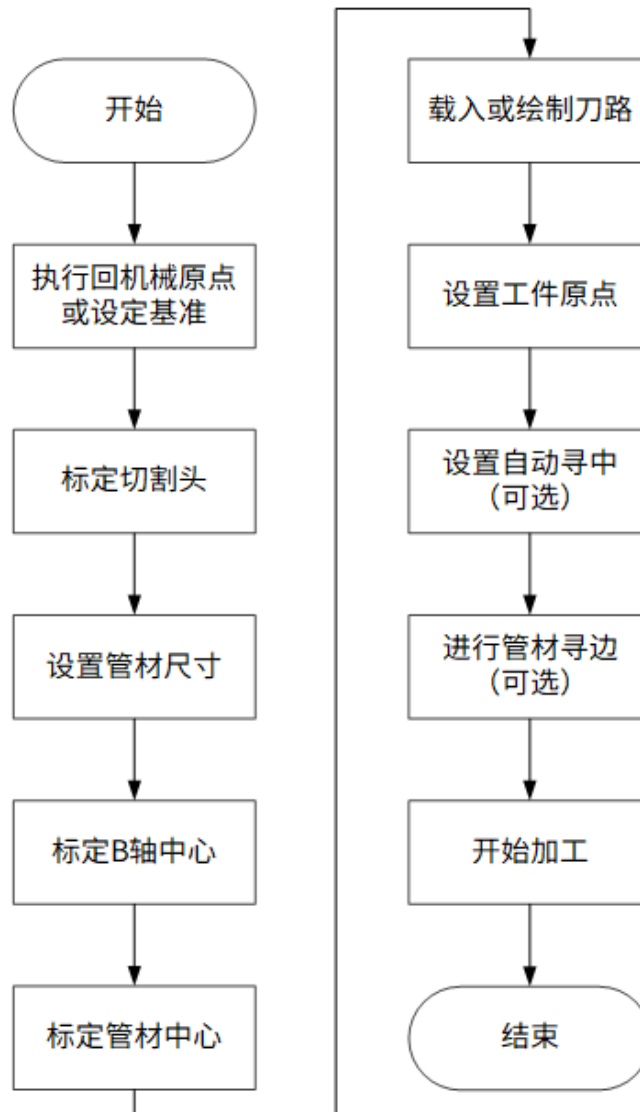 开始
执行回机械原点
或设定基准
标定切割头
设置管材尺寸
标定B轴中心
标定管材中心
载入或绘制刀路
设置工件原点
设置自动寻中
（可选）
进行管材寻边
（可选）
开始加工
结束